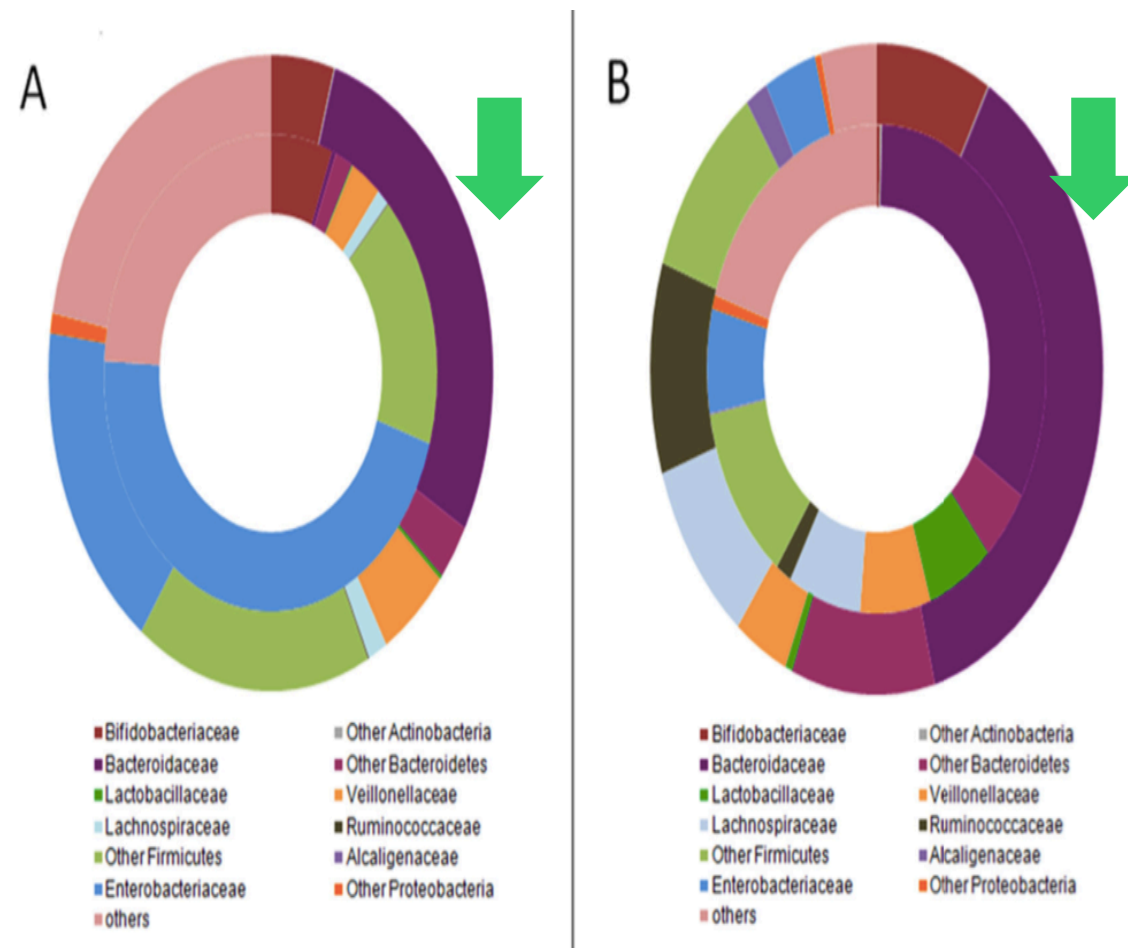 A
B
Bifidobacteriaceae
Other Actinobacteria
Bacteroidaceae
Other Bacteroidetes
Lactobacillaceae
Veillonellaceae
Lachnospiraceae
Ruminococcaceae
Other Firmicutes
Alcaligenaceae
Enterobacteriaceae
Other Proteobacteria
others
Bifidobacteriaceae
Other Actinobacteria
Bacteroidaceae
Other Bacteroidetes
Lactobacillaceae
Veillonellaceae
Lachnospiraceae
Ruminococcaceae
Other Firmicutes
Alcaligenaceae
Enterobacteriaceae
Other Proteobacteria
others